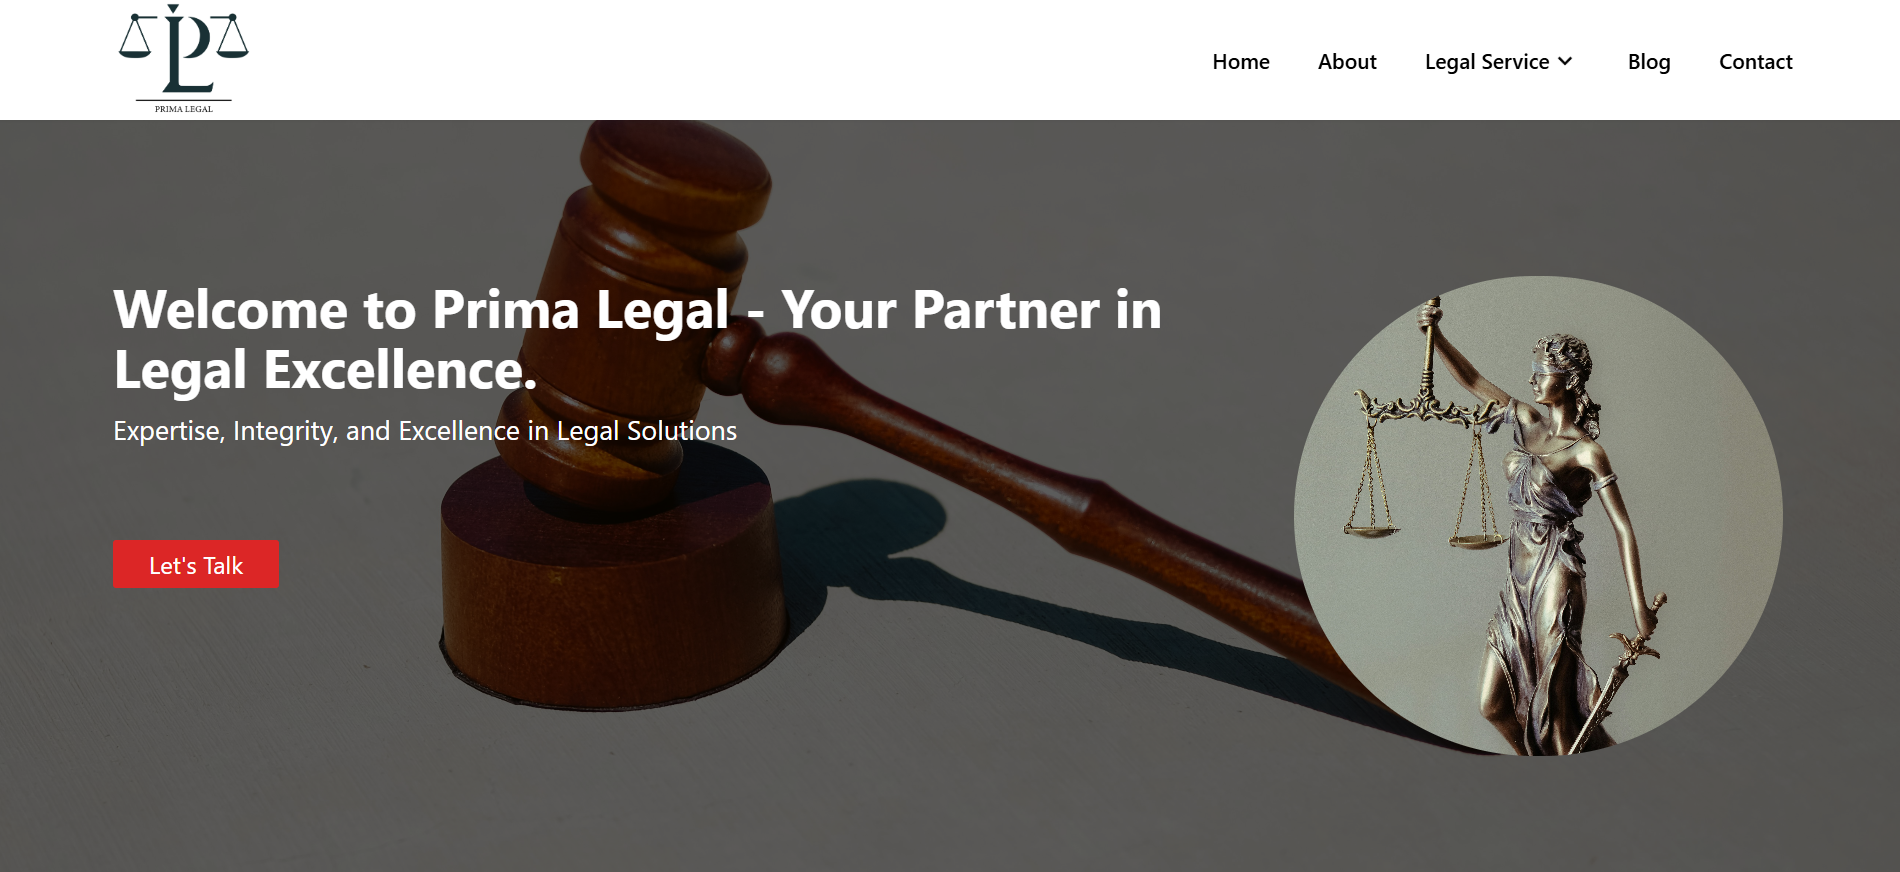 PL
PRIMA LEGAL
Home About Legal Service Blog Contact
Welcome to Prima Legal - Your Partner in
Legal Excellence.
Expertise, Integrity, and Excellence in Legal Solutions
Let's Talk